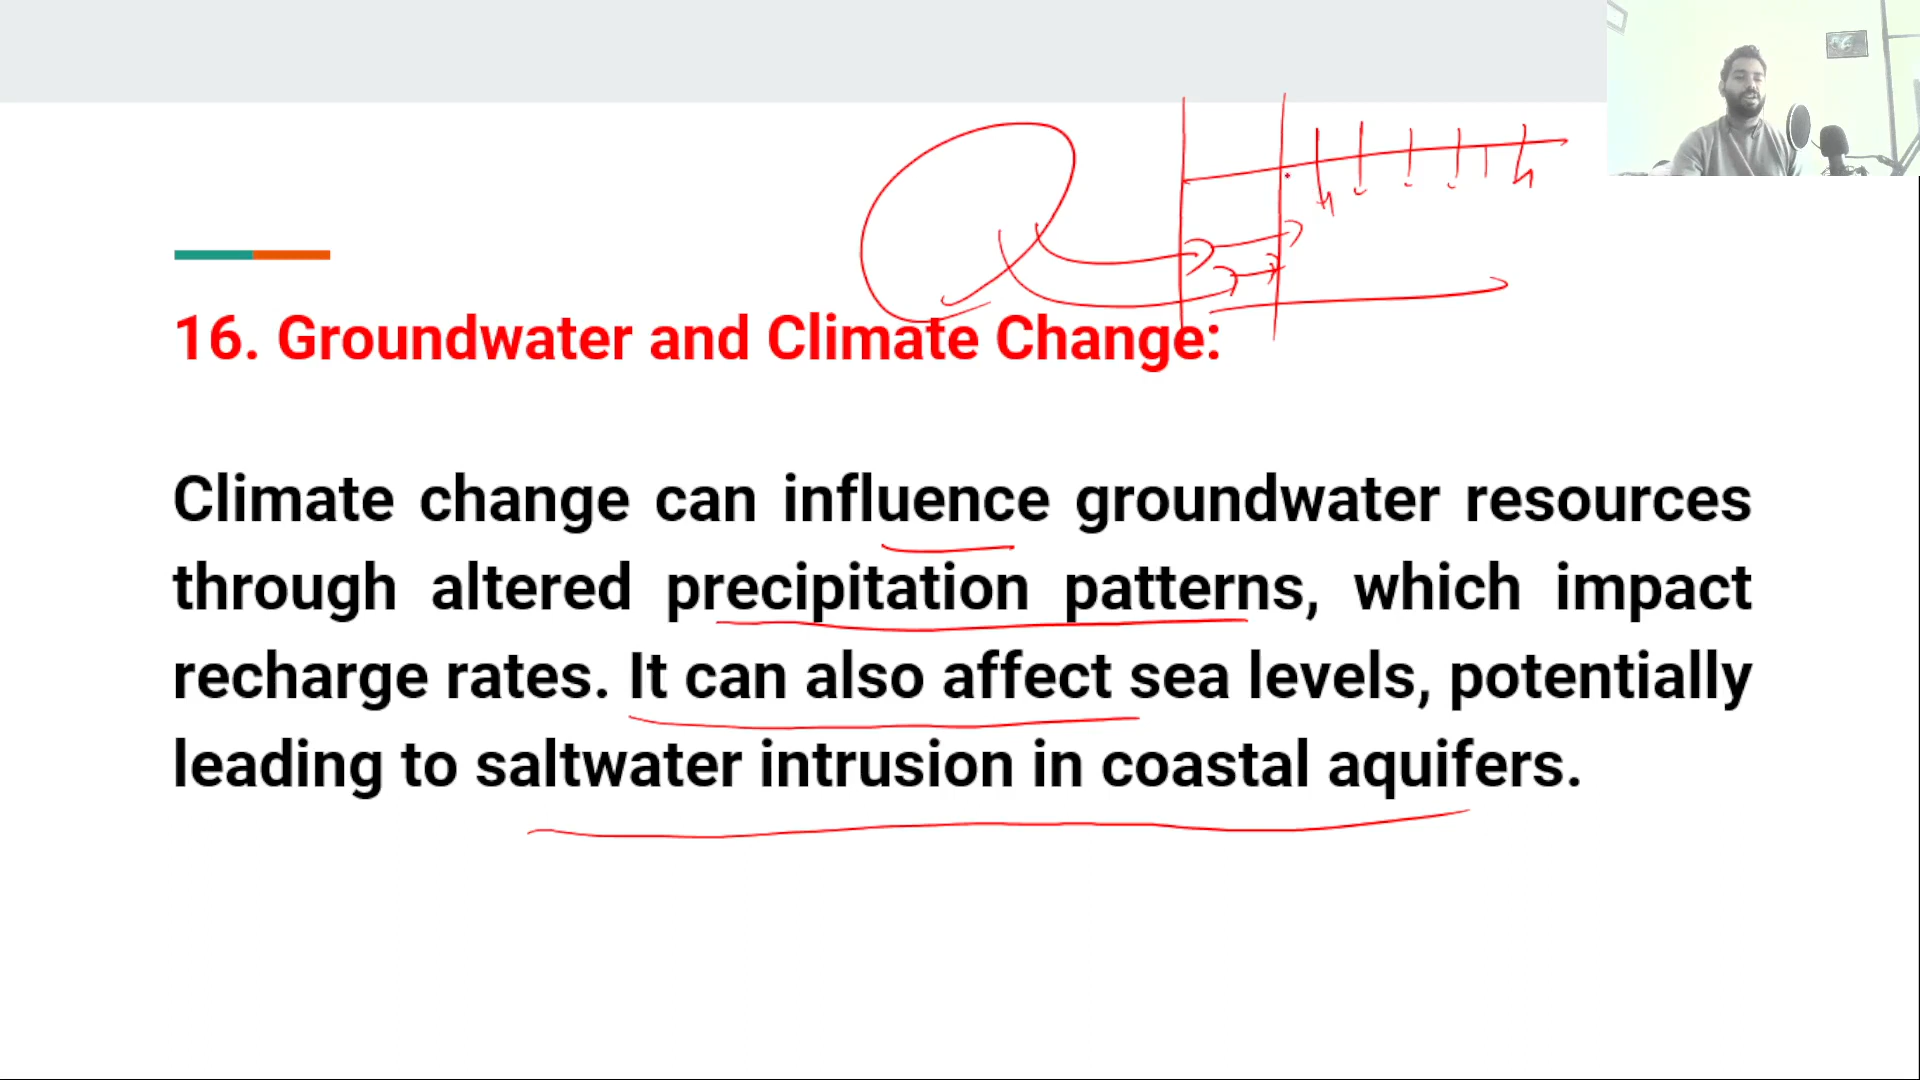 16. Groundwater and Climate Change:
Climate change can influence groundwater resources
through altered precipitation patterns, which impact
recharge rates. It can also affect sea levels, potentially
leading to saltwater intrusion in coastal aquifers.